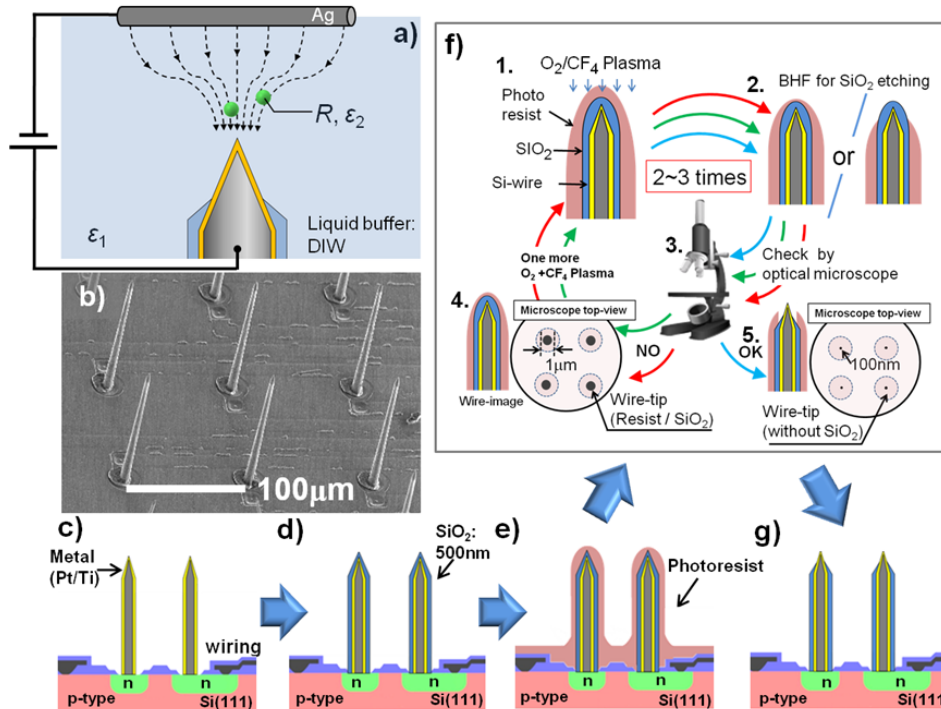 Ag
a)
R, ε2
Liquid buffer:
DIW
ε1
b)
100μm
f)
1.
O2/CF4 Plasma
Photo
resist
SIO2
Si-wire
2~3 times
2.
BHF for SiO2 etching
or
3.
Check by
optical microscope
One more
O2 +CF4 Plasma
4.
Microscope top-view
1μm
Wire-image
NO
Wire-tip
(Resist / SiO2)
5.
OK
Microscope top-view
100nm
Wire-tip
(without SiO2)
c)
Metal
(Pt/Ti)
wiring
n
n
p-type
Si(111)
d)
SiO2:
500nm
n
n
p-type
Si(111)
e)
Photoresist
n
n
p-type
Si(111)
g)
n
n
p-type
Si(111)